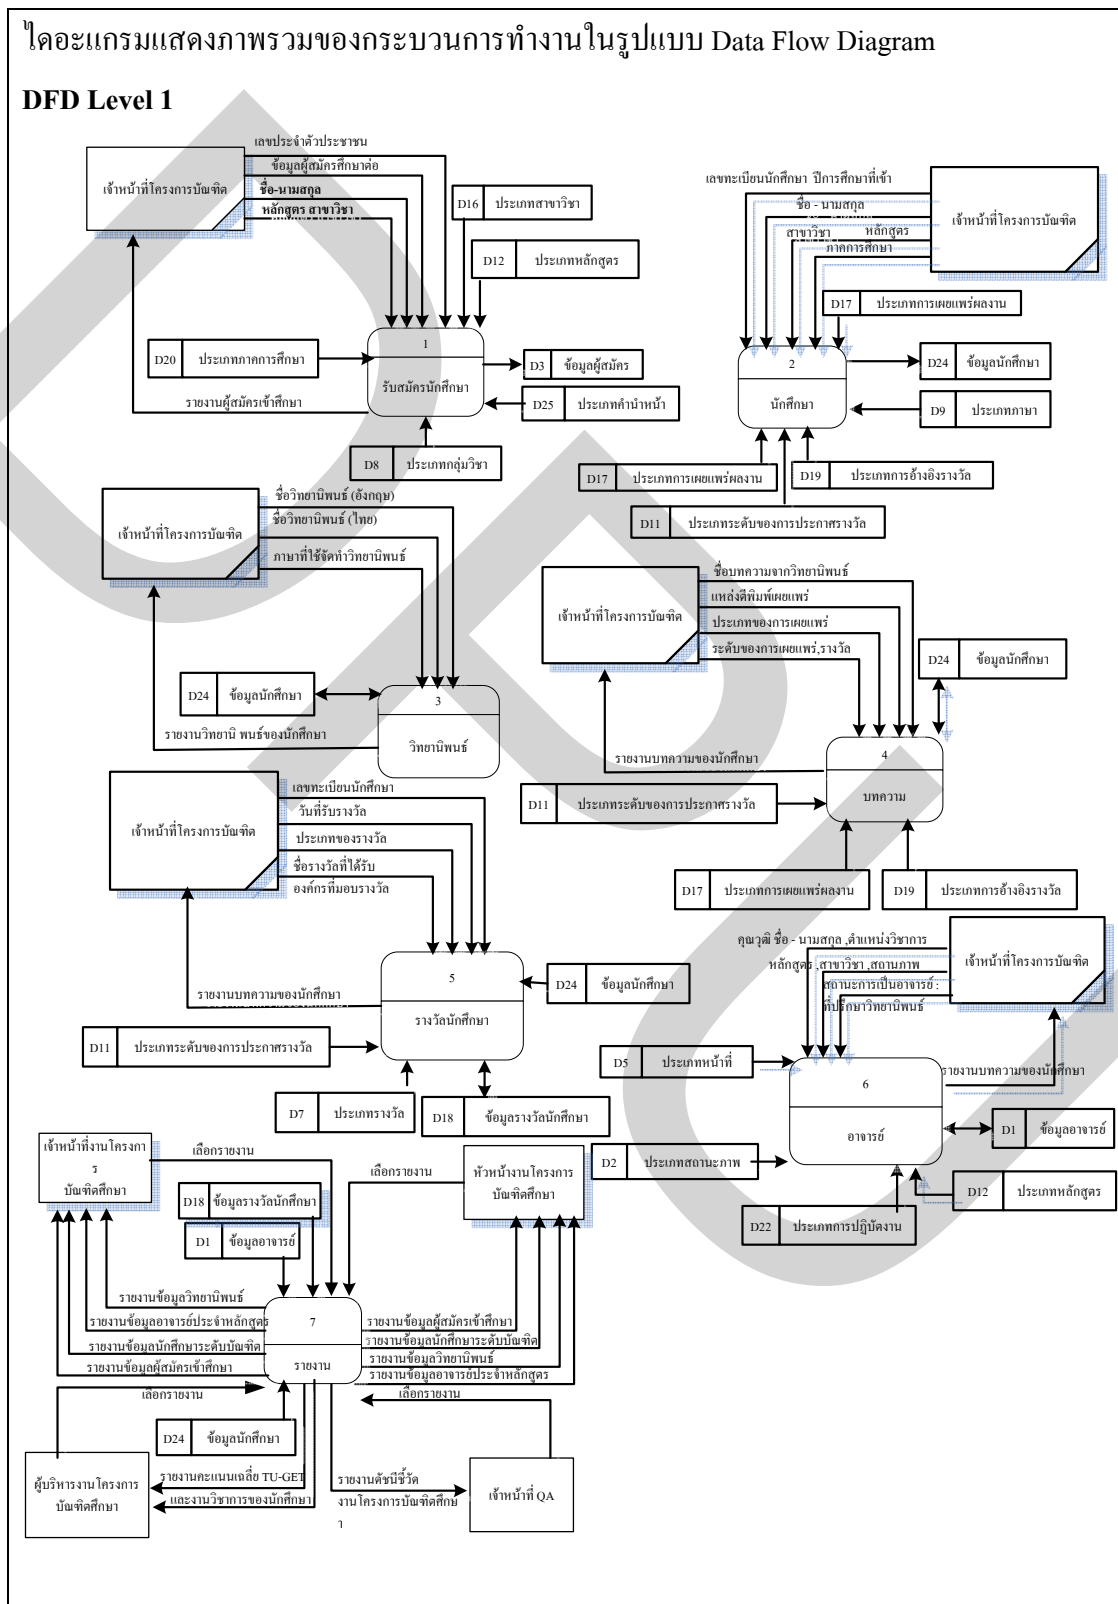 ไดอะแกรมแสดงภาพรวมของกระบวนการทำงานในรูปแบบ Data Flow Diagram
DFD Level 1
เจ้าหน้าที่โครงการบัณฑิต
เลขประจำตัวประชาชน
ข้อมูลผู้สมัครศึกษาต่อ
ชื่อ-นามสกุล
หลักสูตร สาขาวิชา
D16 ประเภทสาขาวิชา
D12 ประเภทหลักสูตร
D20 ประเภทภาคการศึกษา
1
รับสมัครนักศึกษา
D3 ข้อมูลผู้สมัคร
D25 ประเภทคำนำหน้า
รายงานผู้สมัครเข้าศึกษา
D8 ประเภทกลุ่มวิชา
เลขทะเบียนนักศึกษา ปีการศึกษาที่เข้า
ชื่อ - นามสกุล
สาขาวิชา
หลักสูตร
ภาคการศึกษา
เจ้าหน้าที่โครงการบัณฑิต
D17 ประเภทการเผยแพร่ผลงาน
2
นักศึกษา
D24 ข้อมูลนักศึกษา
D9 ประเภทภาษา
D17 ประเภทการเผยแพร่ผลงาน
D19 ประเภทการอ้างอิงรางวัล
D11 ประเภทระดับของการประกาศรางวัล
เจ้าหน้าที่โครงการบัณฑิต
ชื่อวิทยานิพนธ์ (อังกฤษ)
ชื่อวิทยานิพนธ์ (ไทย)
ภาษาที่ใช้จัดทำวิทยานิพนธ์
D24 ข้อมูลนักศึกษา
3
วิทยานิพนธ์
รายงานวิทยานิ พนธ์ของนักศึกษา
เจ้าหน้าที่โครงการบัณฑิต
ชื่อบทความจากวิทยานิพนธ์
แหล่งตีพิมพ์เผยแพร่
ประเภทของการเผยแพร่
ระดับของการเผยแพร่,รางวัล
D24 ข้อมูลนักศึกษา
4
บทความ
รายงานบทความของนักศึกษา
D11 ประเภทระดับของการประกาศรางวัล
D17 ประเภทการเผยแพร่ผลงาน
D19 ประเภทการอ้างอิงรางวัล
เจ้าหน้าที่โครงการบัณฑิต
เลขทะเบียนนักศึกษา
วันที่รับรางวัล
ประเภทของรางวัล
ชื่อรางวัลที่ได้รับ
องค์กรที่มอบรางวัล
5
รางวัลนักศึกษา
D24 ข้อมูลนักศึกษา
รายงานบทความของนักศึกษา
D11 ประเภทระดับของการประกาศรางวัล
D7 ประเภทรางวัล
D18 ข้อมูลรางวัลนักศึกษา
คุณวุฒิ ชื่อ - นามสกุล ,ตำแหน่งวิชาการ
หลักสูตร ,สาขาวิชา ,สถานภาพ
สถานะการเป็นอาจารย์ :
ที่ปรึกษาวิทยานิพนธ์
เจ้าหน้าที่โครงการบัณฑิต
D5 ประเภทหน้าที่
6
อาจารย์
รายงานบทความของนักศึกษา
D1 ข้อมูลอาจารย์
D2 ประเภทสถานะภาพ
D12 ประเภทหลักสูตร
D22 ประเภทการปฏิบัติงาน
เจ้าหน้าที่งานโครงกา
ร
บัณฑิตศึกษา
เลือกรายงาน
D18 ข้อมูลรางวัลนักศึกษา
D1 ข้อมูลอาจารย์
เลือกรายงาน
หัวหน้างานโครงการ
บัณฑิตศึกษา
รายงานข้อมูลวิทยานิพนธ์
รายงานข้อมูลอาจารย์ประจำหลักสูตร
รายงานข้อมูลนักศึกษาระดับบัณฑิต
รายงานข้อมูลผู้สมัครเข้าศึกษา
7
รายงาน
รายงานข้อมูลผู้สมัครเข้าศึกษา
รายงานข้อมูลนักศึกษาระดับบัณฑิต
รายงานข้อมูลวิทยานิพนธ์
รายงานข้อมูลอาจารย์ประจำหลักสูตร
เลือกรายงาน
เลือกรายงาน
D24 ข้อมูลนักศึกษา
ผู้บริหารงานโครงการ
บัณฑิตศึกษา
รายงานคะแนนเฉลี่ย TU-GET
และงานวิชาการของนักศึกษา
รายงานดัชนีชี้วัด
งานโครงการบัณฑิตศึกษ
า
เจ้าหน้าที่ QA